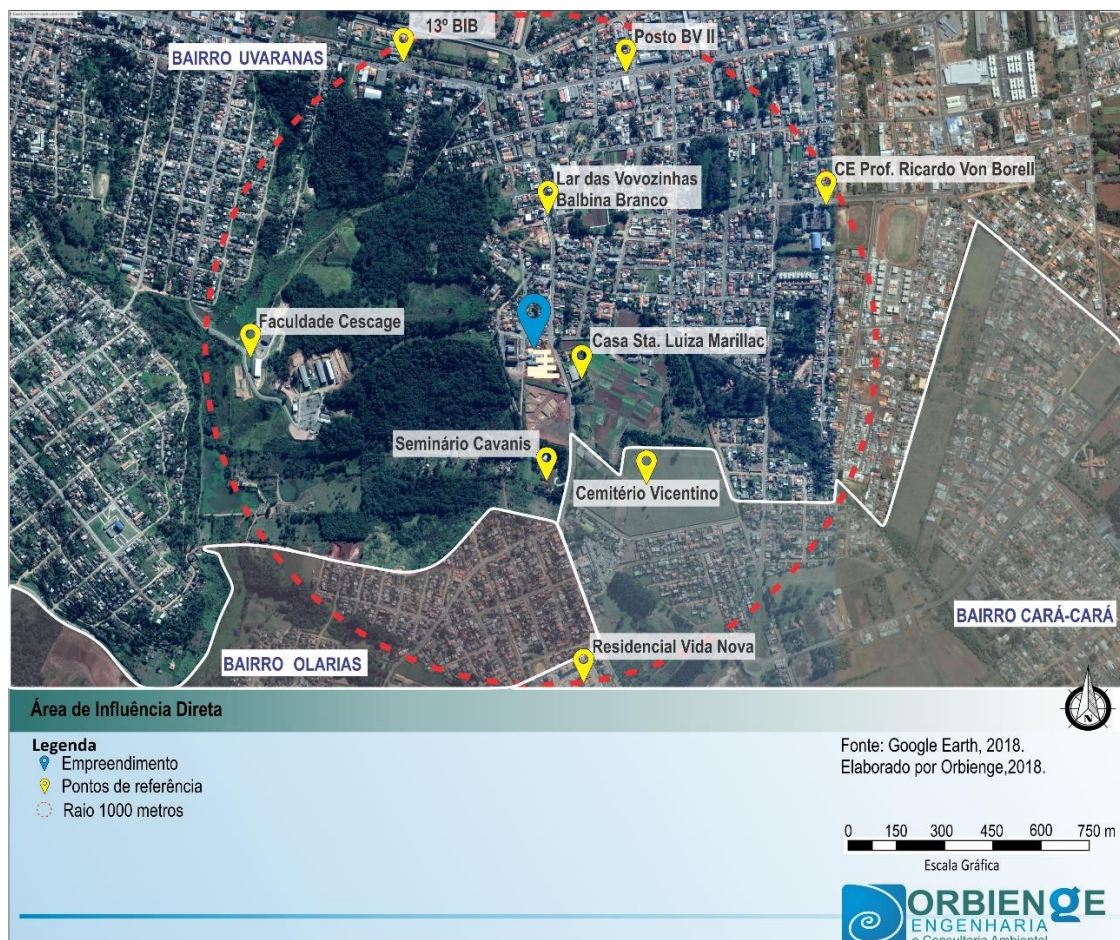 13º BIB
BAIRRO UVARANAS
Posto BV II
CE Prof. Ricardo Von Borell
Lar das Vovozinhas
Balbina Branco
Faculdade Cescage
Casa Sta. Luiza Marillac
Seminário Cavanis
Cemitério Vicentino
BAIRRO CARÁ-CARÁ
Residencial Vida Nova
BAIRRO OLARIAS
Área de Influência Direta
N
Legenda
Empreendimento
Pontos de referência
Raio 1000 metros
Fonte: Google Earth, 2018.
Elaborado por Orbienge,2018.
0 150 300 450 600 750 m
Escala Gráfica
ORBIENGE
ENGENHARIA
e Consultoria Ambiental